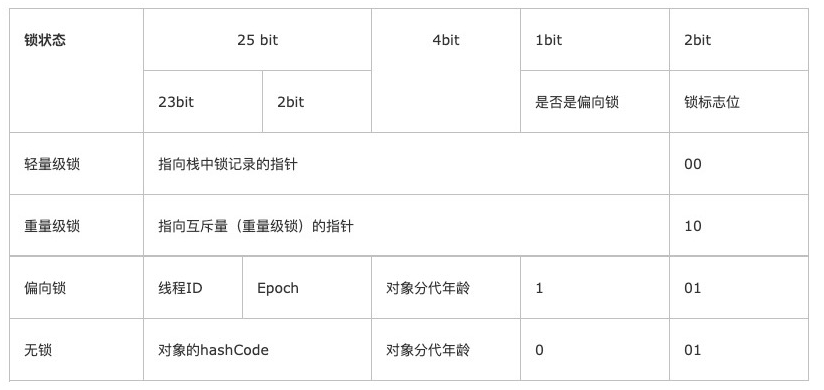 锁状态 25 bit 4bit 1bit 2bit
23bit 2bit 是否是偏向锁 锁标志位
轻量级锁 指向栈中锁记录的指针 00
重量级锁 指向互斥量（重量级锁）的指针 10
偏向锁 线程ID Epoch 对象分代年龄 1 01
无锁 对象的hashCode 对象分代年龄 0 01